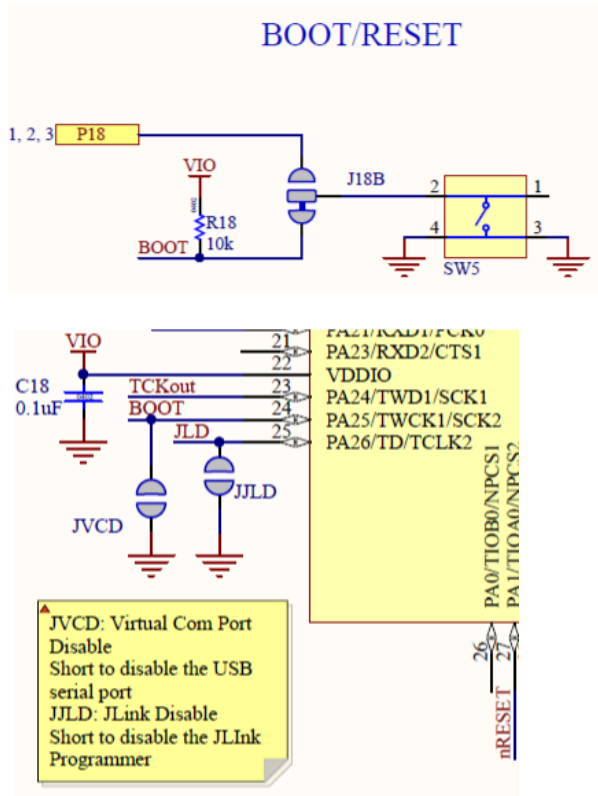 BOOT/RESET
1, 2, 3 P18
VIO
J18B
2
1
R18
10k
BOOT
4
3
SW5
VIO
21
22
PA23/RXD2/CTS1
VDDIO
C18
0.1uF
TCKout
23
PA24/TWD1/SCK1
BOOT
24
PA25/TWCK1/SCK2
JLD
25
PA26/TD/TCLK2
JJLD
JVCD
PA0/TIOB0/NPCS1
PA1/TIOA0/NPCS2
26
27
nRESET
JVCD: Virtual Com Port
Disable
Short to disable the USB
serial port
JJLD: JLink Disable
Short to disable the JLInk
Programmer